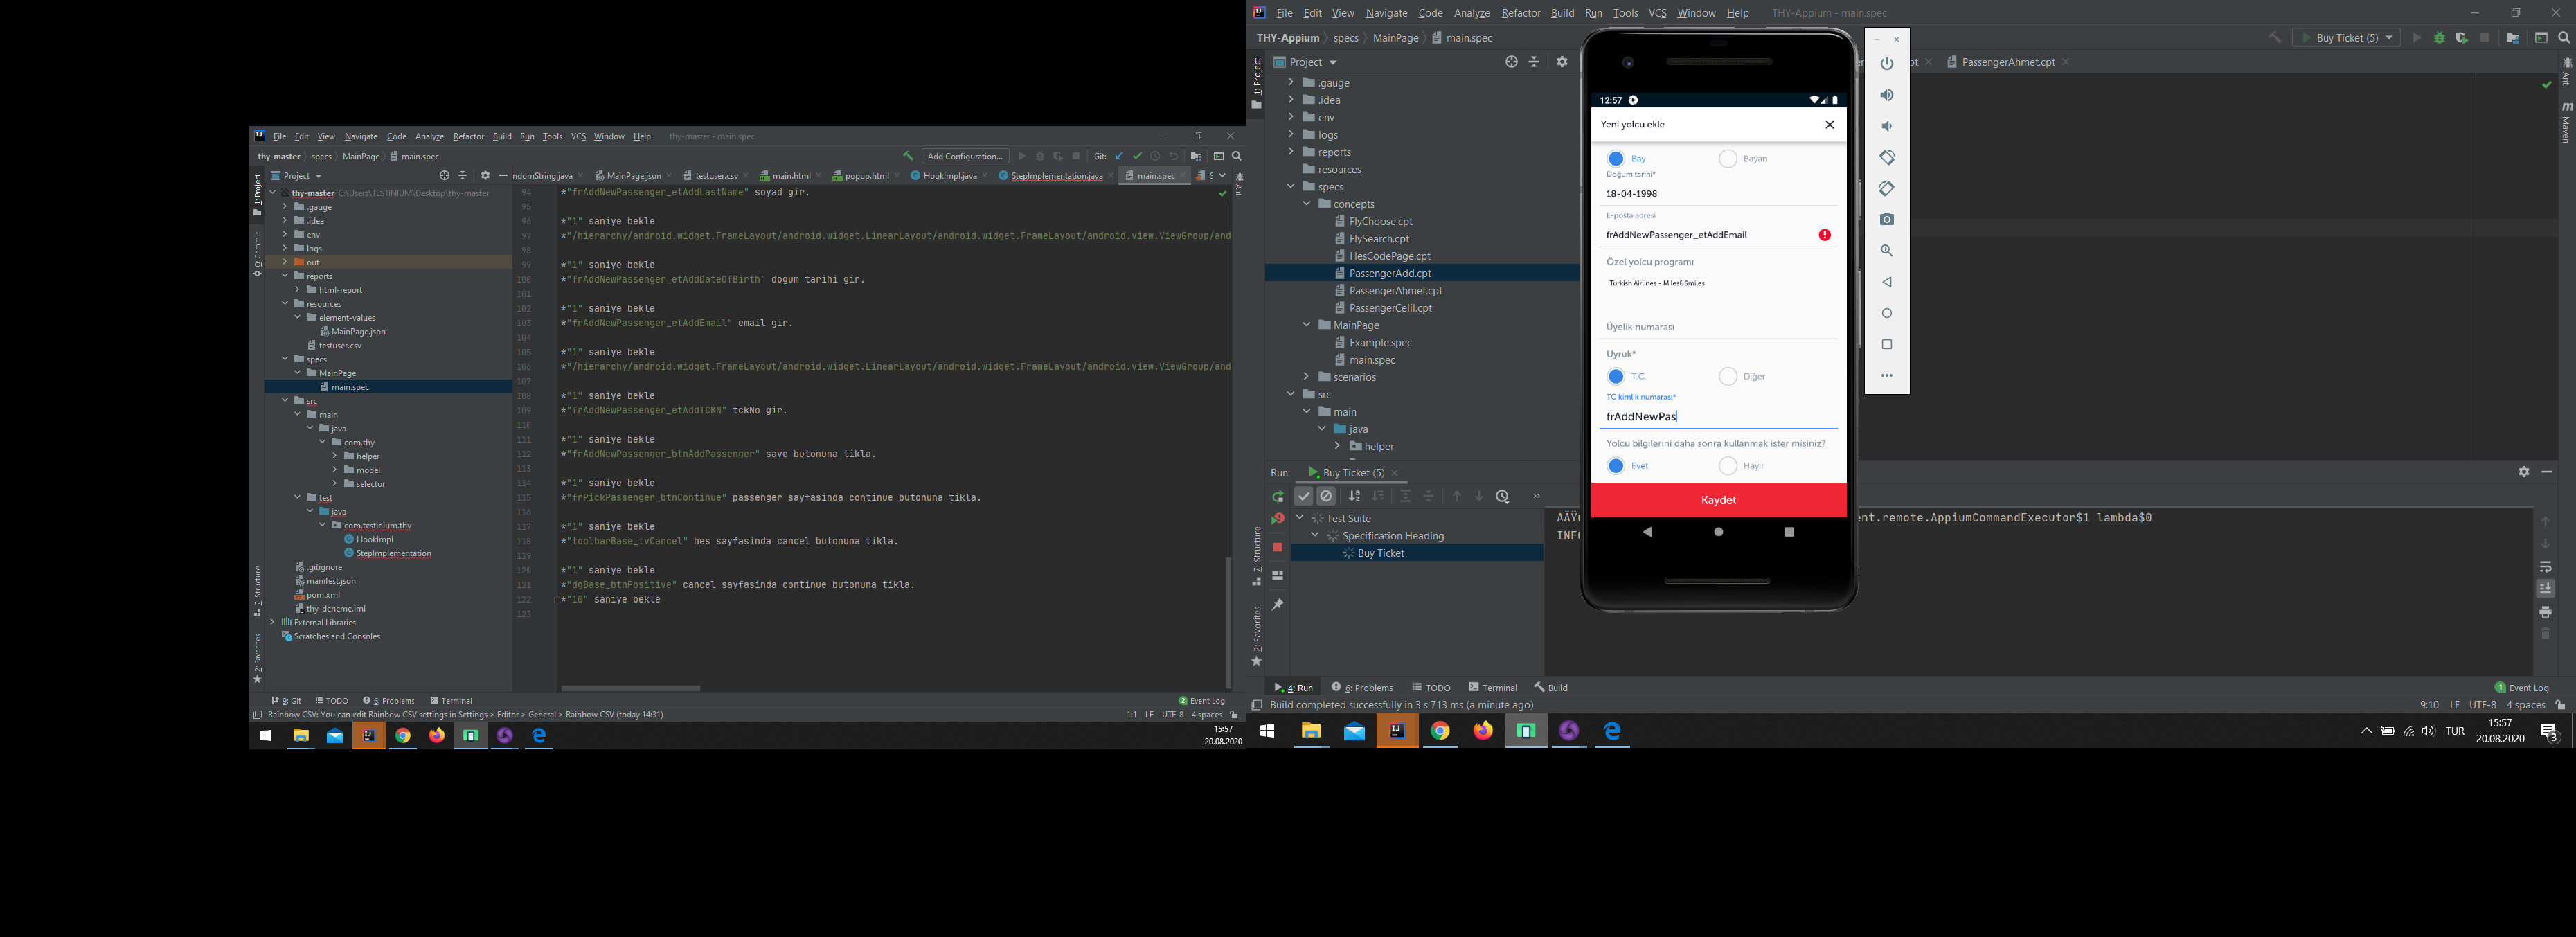 File Edit View Navigate Code Analyze Refactor Build Run Tools VCS Window Help thy-master - main.spec
thy-master specs MainPage main.spec Add Configuration... Git:
Project ndomString.java MainPage.json testuser.csv main.html popup.html HookImpl.java StepImplementation.java main.spec
thy-master C:\Users\TESTINIUM\Desktop\thy-master
.gauge
.idea
env
logs
out
reports
html-report
resources
element-values
MainPage.json
testuser.csv
specs
MainPage
main.spec
src
main
java
com.thy
helper
model
selector
test
java
com.testinium.thy
HookImpl
StepImplementation
.gitignore
manifest.json
pom.xml
thy-deneme.iml
External Libraries
Scratches and Consoles
1: Project
0: Commit
7: Structure
2: Favorites
Ant
94 *"frAddNewPassenger_etAddLastName" soyad gir.
95
96 *"1" saniye bekle
97 *"/hierarchy/android.widget.FrameLayout/android.widget.LinearLayout/android.widget.FrameLayout/android.view.ViewGroup/and
98
99 *"1" saniye bekle
100 *"frAddNewPassenger_etAddDateOfBirth" dogum tarihi gir.
101
102 *"1" saniye bekle
103 *"frAddNewPassenger_etAddEmail" email gir.
104
105 *"1" saniye bekle
106 *"/hierarchy/android.widget.FrameLayout/android.widget.LinearLayout/android.widget.FrameLayout/android.view.ViewGroup/and
107
108 *"1" saniye bekle
109 *"frAddNewPassenger_etAddTCKN" tckNo gir.
110
111 *"1" saniye bekle
112 *"frAddNewPassenger_btnAddPassenger" save butonuna tikla.
113
114 *"1" saniye bekle
115 *"frPickPassenger_btnContinue" passenger sayfasinda continue butonuna tikla.
116
117 *"1" saniye bekle
118 *"toolbarBase_tvCancel" hes sayfasinda cancel butonuna tikla.
119
120 *"1" saniye bekle
121 *"dgBase_btnPositive" cancel sayfasinda continue butonuna tikla.
122 *"10" saniye bekle
123
9: Git TODO 6: Problems Terminal 2 Event Log
Rainbow CSV: You can edit Rainbow CSV settings in Settings > Editor > General > Rainbow CSV (today 14:31) 1:1 LF UTF-8 4 spaces
15:57
20.08.2020
File Edit View Navigate Code Analyze Refactor Build Run Tools VCS Window Help THY-Appium - main.spec
THY-Appium specs MainPage main.spec Buy Ticket (5)
Project pt PassengerAhmet.cpt
.gauge
.idea
env
logs
reports
resources
specs
concepts
FlyChoose.cpt
FlySearch.cpt
HesCodePage.cpt
PassengerAdd.cpt
PassengerAhmet.cpt
PassengerCelil.cpt
MainPage
Example.spec
main.spec
scenarios
src
main
java
helper
1: Project
7: Structure
2: Favorites
Ant
Maven
12:57
Yeni yolcu ekle
Bay Bayan
Doğum tarihi*
18-04-1998
E-posta adresi
frAddNewPassenger_etAddEmail
Özel yolcu programı
Turkish Airlines - Miles&Smiles
Üyelik numarası
Uyruk*
T.C. Diğer
TC kimlik numarası*
frAddNewPas
Yolcu bilgilerini daha sonra kullanmak ister misiniz?
Evet Hayır
Kaydet
Run: Buy Ticket (5)
Test Suite
Specification Heading
Buy Ticket
ent.remote.AppiumCommandExecutor$1 lambda$0
4: Run 6: Problems TODO Terminal Build 1 Event Log
Build completed successfully in 3 s 713 ms (a minute ago) 9:10 LF UTF-8 4 spaces
TUR 15:57
20.08.2020
3